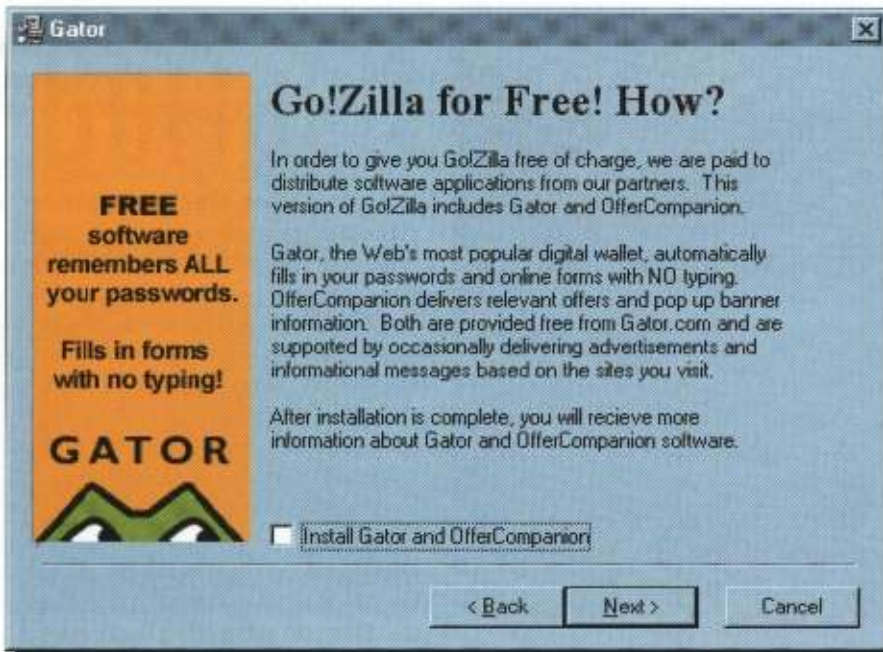 Gator
Go!Zilla for Free! How?
In order to give you Go!Zilla free of charge, we are paid to
distribute software applications from our partners. This
version of Go!Zilla includes Gator and OfferCompanion.
Gator, the Web's most popular digital wallet, automatically
fills in your passwords and online forms with NO typing.
OfferCompanion delivers relevant offers and pop up banner
information. Both are provided free from Gator.com and are
supported by occasionally delivering advertisements and
informational messages based on the sites you visit.
After installation is complete, you will recieve more
information about Gator and OfferCompanion software.
FREE
software
remembers ALL
your passwords.
Fills in forms
with no typing!
GATOR
Install Gator and OfferCompanion
< Back
Next >
Cancel